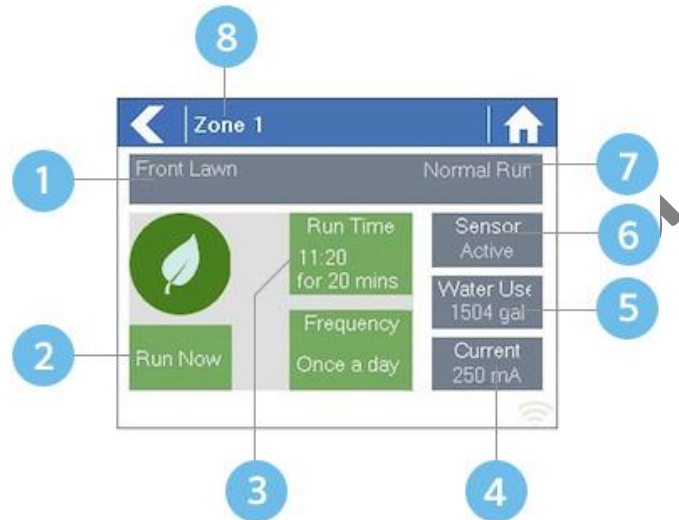 8
Zone 1
Front Lawn
Normal Run
1
7
Run Time
11:20
for 20 mins
Sensor
Active
6
Water Use
1504 gal
5
2
Run Now
Frequency
Once a day
Current
250 mA
3
4